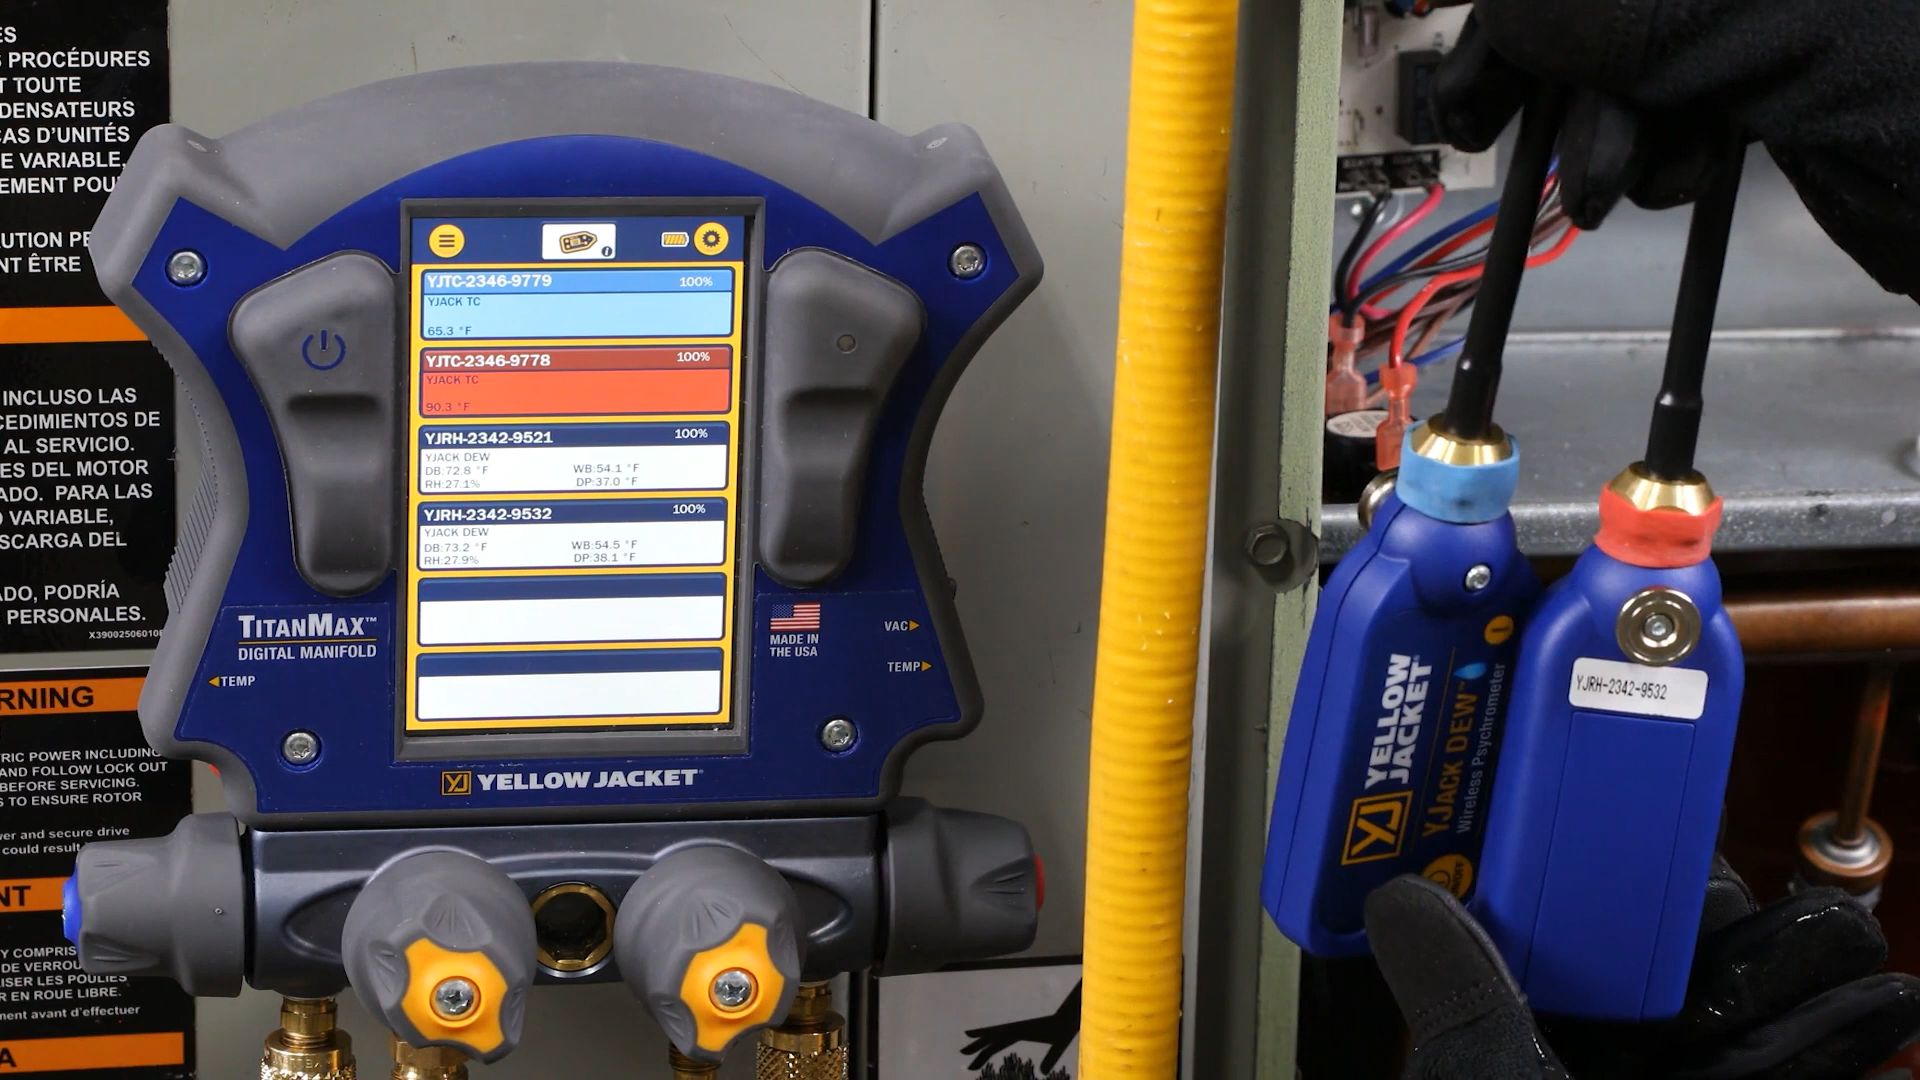 ES
S PROCÉDURES
T TOUTE
DENSATEURS
CAS D'UNITÉS
E VARIABLE,
EMENT POU
UTION PE
NT ÊTRE
INCLUSO LAS
CEDIMIENTOS DE
AL SERVICIO.
ES DEL MOTOR
ADO. PARA LAS
O VARIABLE,
SCARGA DEL
ADO, PODRÍA
PERSONALES.
X39002506010
RNING
TRIC POWER INCLUDING
AND FOLLOW LOCK OUT
BEFORE SERVICING.
S TO ENSURE ROTOR
wer and secure drive
could result
NT
Y COMPRIS
DE VERROU
ISER LES POULIES
R EN ROUE LIBRE.
ment avant d'effectuer
A
YJTC-2346-9779 100%
YJACK TC
65.3 °F
YJTC-2346-9778 100%
YJACK TC
90.3 °F
YJRH-2342-9521 100%
YJACK DEW
DB:72.8 °F WB:54.1 °F
RH:27.1% DP:37.0 °F
YJRH-2342-9532 100%
YJACK DEW
DB:73.2 °F WB:54.5 °F
RH:27.9% DP:38.1 °F
TITANMAX™
DIGITAL MANIFOLD
◀TEMP
MADE IN
THE USA
VAC▶
TEMP▶
YJ YELLOW JACKET®
YJ YELLOW
JACKET®
YJACK DEW™
Wireless Psychrometer
YJRH-2342-9532